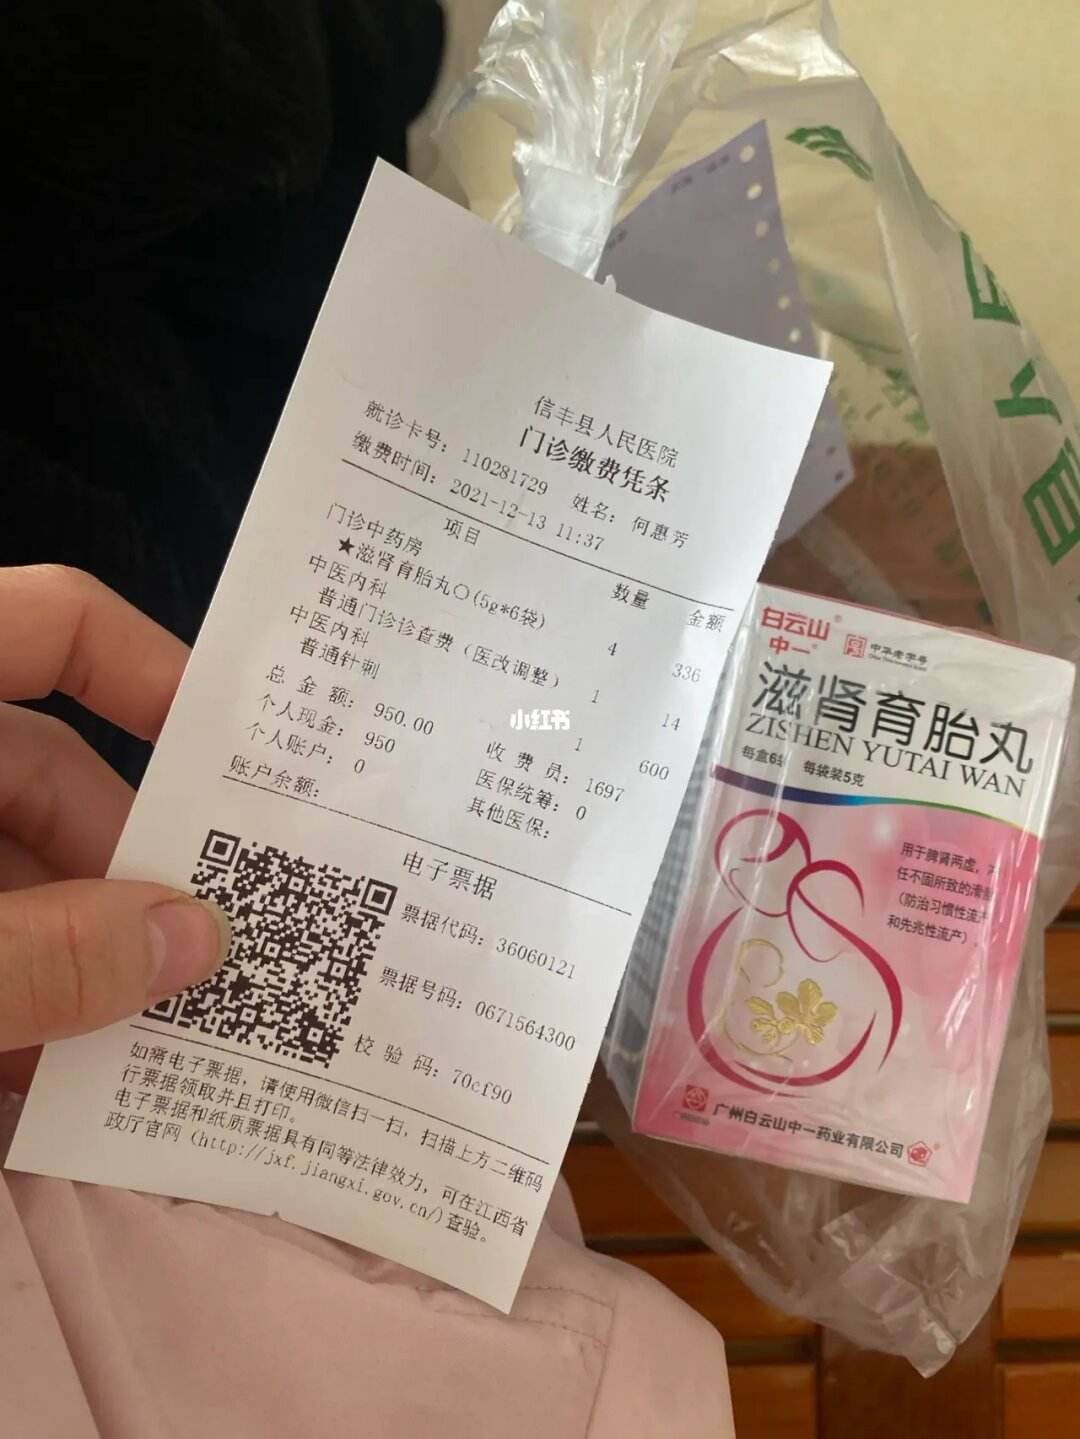 信丰县人民医院
门诊缴费凭条
就诊卡号: 110281729 姓名: 何惠芳
缴费时间: 2021-12-13 11:37
项目 数量 金额
门诊中药房
★滋肾育胎丸○(5g*6袋) 4 336
中医内科
普通门诊诊查费(医改调整) 1 14
中医内科
普通针刺 1 600
总金额: 950.00 收费员: 1697
个人现金: 950 医保统筹: 0
个人账户: 0 其他医保:
账户余额:
电子票据
票据代码: 36060121
票据号码: 0671564300
校验码: 70cf90
如需电子票据, 请使用微信扫一扫, 扫描上方二维码
行票据领取并且打印。
电子票据和纸质票据具有同等法律效力, 可在江西省
政厅官网(http://jxf.jiangxi.gov.cn/)查验。
小红书
白云山®
中一®
中华老字号
滋肾育胎丸
ZISHEN YUTAI WAN
每盒6袋 每袋装5克
用于脾肾两虚,
任不固所致的滑
(防治习惯性流产
和先兆性流产)。
广州白云山中一药业有限公司